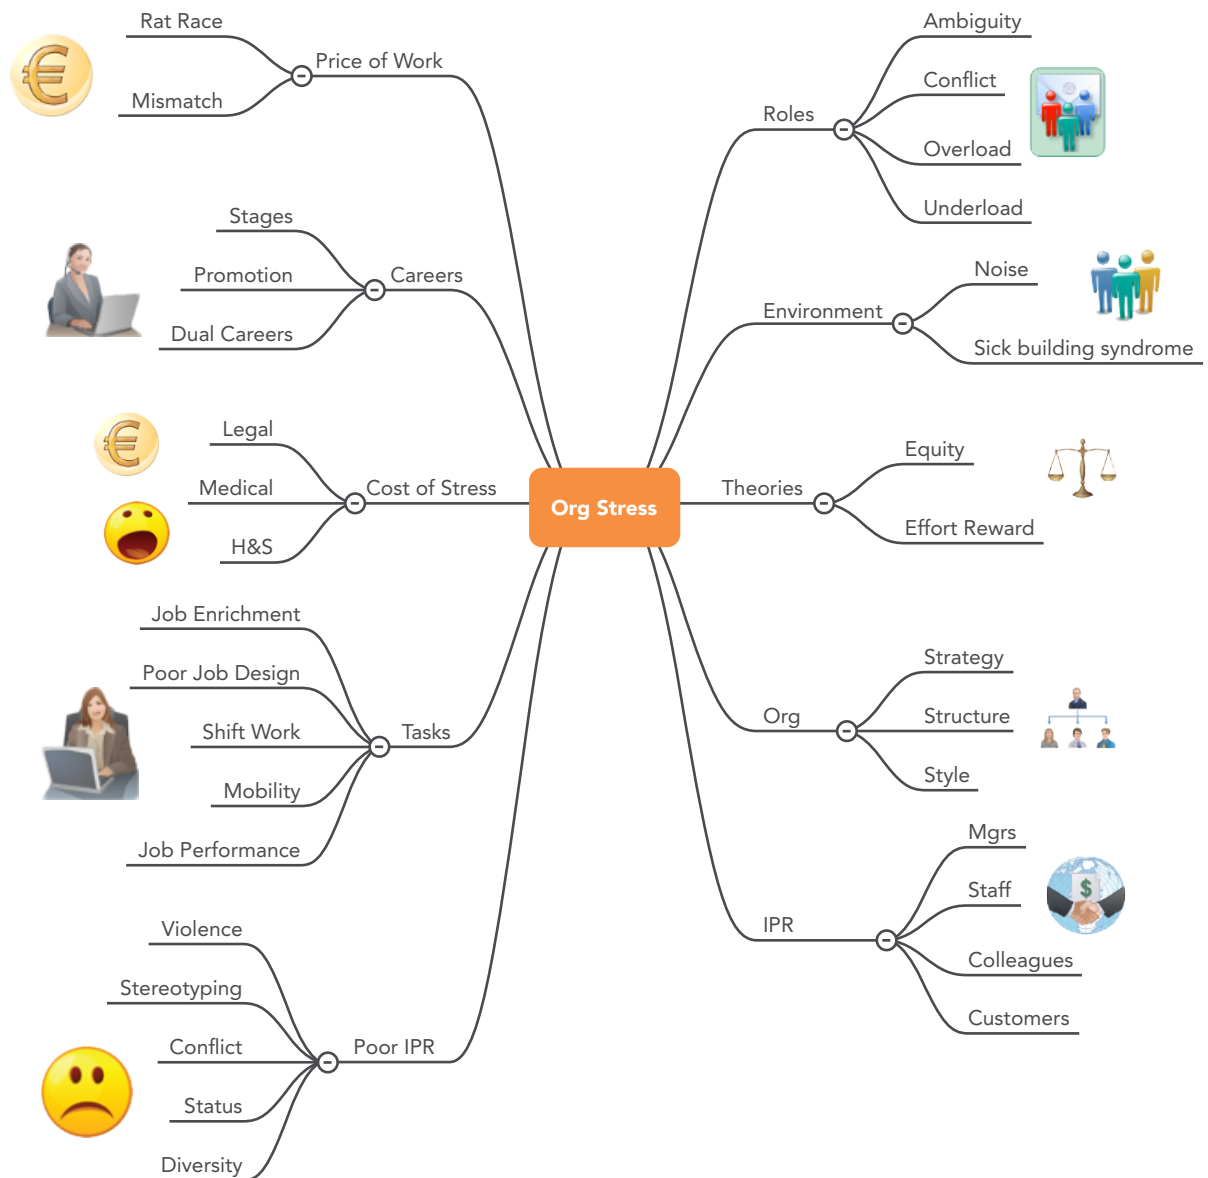 Org Stress
Price of Work
Rat Race
Mismatch
Careers
Stages
Promotion
Dual Careers
Cost of Stress
Legal
Medical
H&S
Tasks
Job Enrichment
Poor Job Design
Shift Work
Mobility
Job Performance
Poor IPR
Violence
Stereotyping
Conflict
Status
Diversity
Roles
Ambiguity
Conflict
Overload
Underload
Environment
Noise
Sick building syndrome
Theories
Equity
Effort Reward
Org
Strategy
Structure
Style
IPR
Mgrs
Staff
Colleagues
Customers